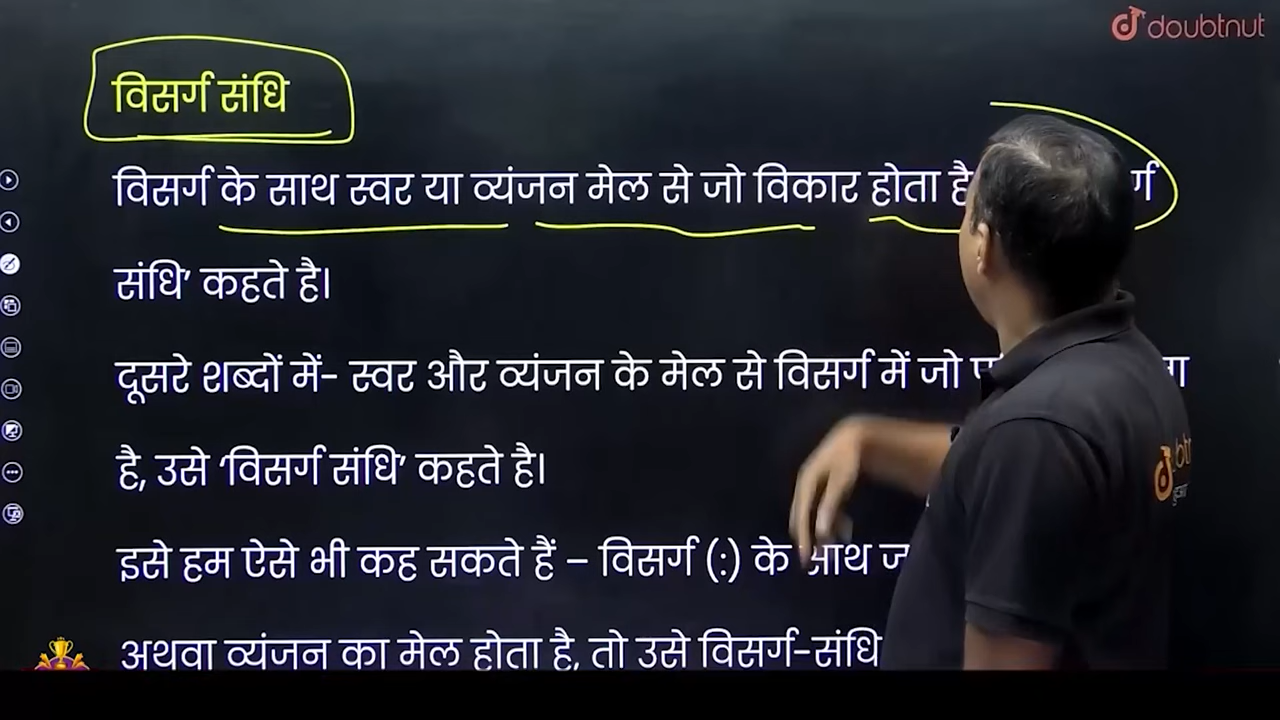 doubtnut
विसर्ग संधि
विसर्ग के साथ स्वर या व्यंजन मेल से जो विकार होता है
संधि’ कहते है।
दूसरे शब्दों में- स्वर और व्यंजन के मेल से विसर्ग में जो
है, उसे ‘विसर्ग संधि’ कहते है।
इसे हम ऐसे भी कह सकते हैं – विसर्ग (:) के साथ
अथवा व्यंजन का मेल होता है, तो उसे विसर्ग-संधि